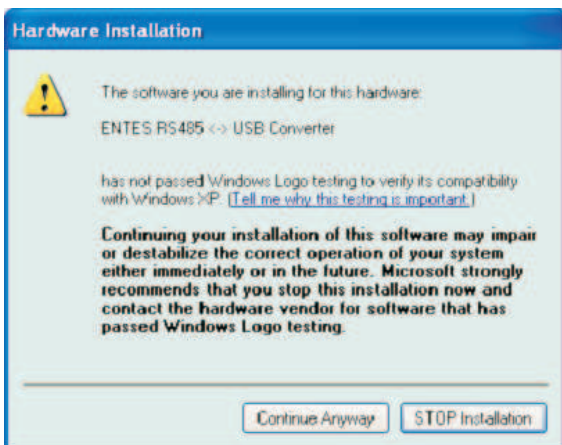 Hardware Installation
The software you are installing for this hardware:
ENTES RS485 <-> USB Converter
has not passed Windows Logo testing to verify its compatibility
with Windows XP. (Tell me why this testing is important.)
Continuing your installation of this software may impair
or destabilize the correct operation of your system
either immediately or in the future. Microsoft strongly
recommends that you stop this installation now and
contact the hardware vendor for software that has
passed Windows Logo testing.
Continue Anyway
STOP Installation